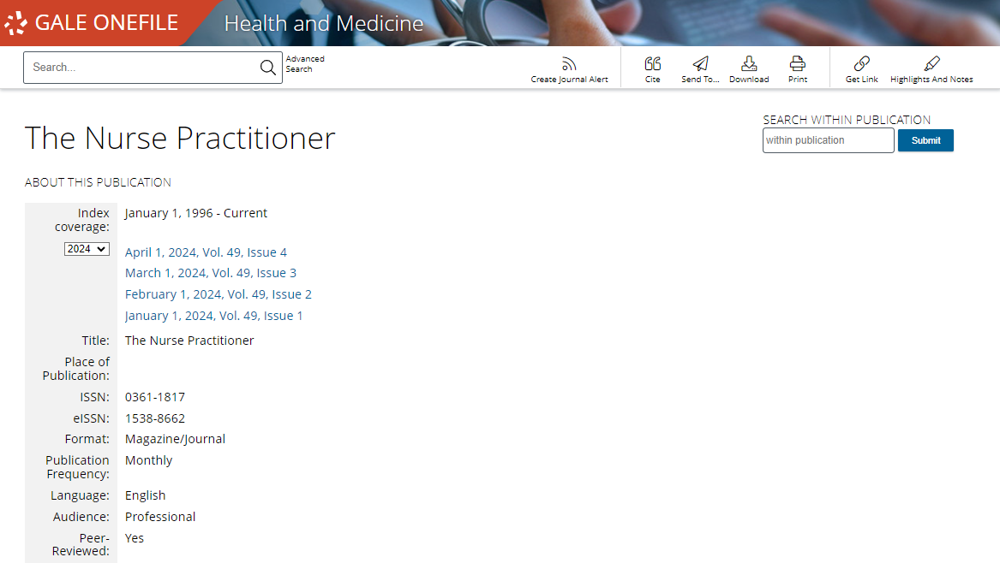 GALE ONEFILE
Health and Medicine
Search...
Advanced
Search
Create Journal Alert
Cite
Send To...
Download
Print
Get Link
Highlights And Notes
The Nurse Practitioner
SEARCH WITHIN PUBLICATION
within publication
Submit
ABOUT THIS PUBLICATION
Index
coverage:
January 1, 1996 - Current
2024
April 1, 2024, Vol. 49, Issue 4
March 1, 2024, Vol. 49, Issue 3
February 1, 2024, Vol. 49, Issue 2
January 1, 2024, Vol. 49, Issue 1
Title: The Nurse Practitioner
Place of
Publication:
ISSN: 0361-1817
eISSN: 1538-8662
Format: Magazine/Journal
Publication
Frequency:
Monthly
Language: English
Audience: Professional
Peer-
Reviewed:
Yes